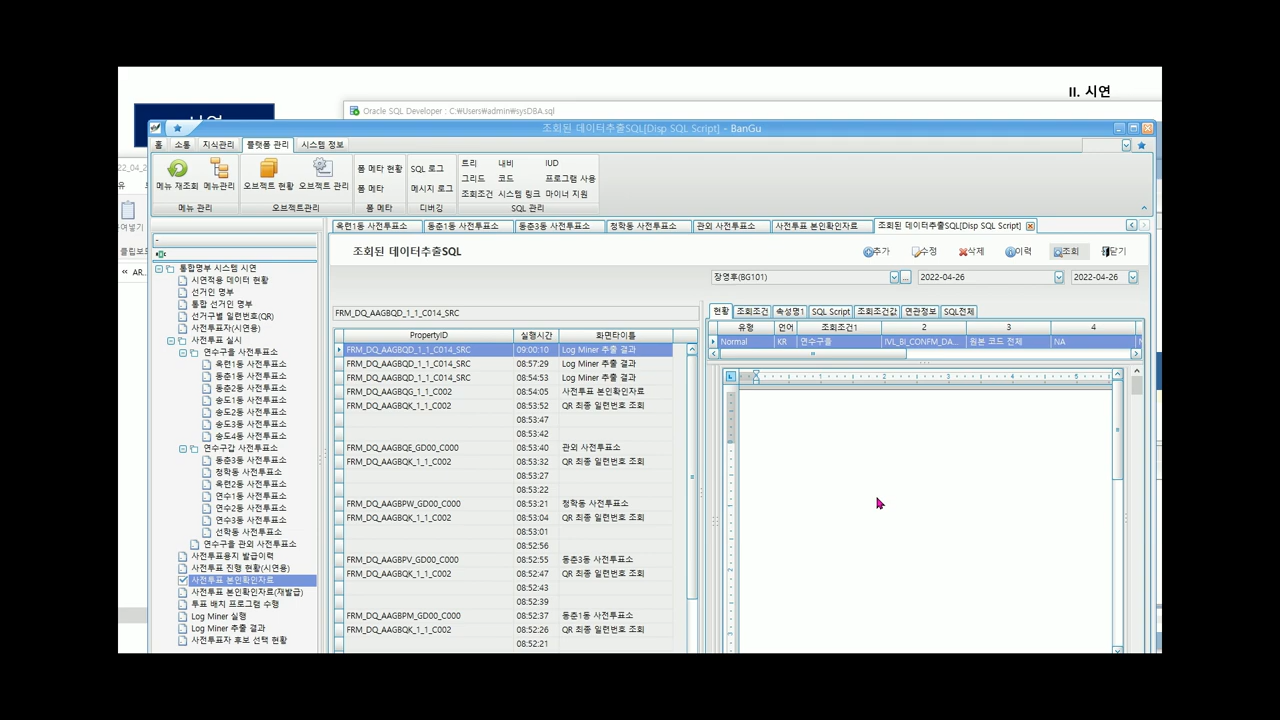 II. 시연
Oracle SQL Developer : C:₩Users₩admin₩sysDBA.sql
조회된 데이터추출SQL[Disp SQL Script] - BanGu
홈 소통 지식관리 플랫폼 관리 시스템 정보
메뉴 재조회 메뉴관리 오브젝트 현황 오브젝트 관리
폼 메타 현황 SQL 로그 트리 내비 IUD
그리드 코드 프로그램 사용
폼 메타 메시지 로그 조회조건 시스템 링크 마이너 지원
메뉴 관리 오브젝트관리 폼 메타 디버깅 SQL 관리
옥련1동 사전투표소 동춘1동 사전투표소 동춘3동 사전투표소 청학동 사전투표소 관외 사전투표소 사전투표 본인확인자료 조회된 데이터추출SQL[Disp SQL Script]
조회된 데이터추출SQL
추가 수정 삭제 이력 조회 닫기
장영후(BG101) 2022-04-26 2022-04-26
통합명부 시스템 시연
시연적용 데이터 현황
선거인 명부
통합 선거인 명부
선거구별 일련번호(QR)
사전투표자(시연용)
사전투표 실시
연수구을 사전투표소
옥련1동 사전투표소
동춘1동 사전투표소
동춘2동 사전투표소
송도1동 사전투표소
송도2동 사전투표소
송도3동 사전투표소
송도4동 사전투표소
연수구갑 사전투표소
동춘3동 사전투표소
청학동 사전투표소
옥련2동 사전투표소
연수1동 사전투표소
연수2동 사전투표소
연수3동 사전투표소
선학동 사전투표소
연수구을 관외 사전투표소
사전투표용지 발급이력
사전투표 진행 현황(시연용)
사전투표 본인확인자료
사전투표 본인확인자료(재발급)
투표 배치 프로그램 수행
Log Miner 실행
Log Miner 추출 결과
사전투표자 후보 선택 현황
FRM_DQ_AAGBQD_1_1_C014_SRC
PropertyID 실행시간 화면타이틀
FRM_DQ_AAGBQD_1_1_C014_SRC 09:00:10 Log Miner 추출 결과
FRM_DQ_AAGBQD_1_1_C014_SRC 08:57:29 Log Miner 추출 결과
FRM_DQ_AAGBQD_1_1_C014_SRC 08:54:53 Log Miner 추출 결과
FRM_DQ_AAGBQG_1_1_C002 08:54:05 사전투표 본인확인자료
FRM_DQ_AAGBQK_1_1_C002 08:53:52 QR 최종 일련번호 조회
08:53:47
08:53:42
FRM_DQ_AAGBQE_GD00_C000 08:53:40 관외 사전투표소
FRM_DQ_AAGBQK_1_1_C002 08:53:32 QR 최종 일련번호 조회
08:53:27
08:53:22
FRM_DQ_AAGBPW_GD00_C000 08:53:21 청학동 사전투표소
FRM_DQ_AAGBQK_1_1_C002 08:53:04 QR 최종 일련번호 조회
08:53:01
08:52:56
FRM_DQ_AAGBPV_GD00_C000 08:52:55 동춘3동 사전투표소
FRM_DQ_AAGBQK_1_1_C002 08:52:47 QR 최종 일련번호 조회
08:52:43
08:52:39
FRM_DQ_AAGBPM_GD00_C000 08:52:37 동춘1동 사전투표소
FRM_DQ_AAGBQK_1_1_C002 08:52:26 QR 최종 일련번호 조회
08:52:21
현황 조회조건 속성명1 SQL Script 조회조건값 연관정보 SQL전체
유형 언어 조회조건1 2 3 4
Normal KR 연수구을 IVL_BI_CONFM_DA... 원본 코드 전체 NA